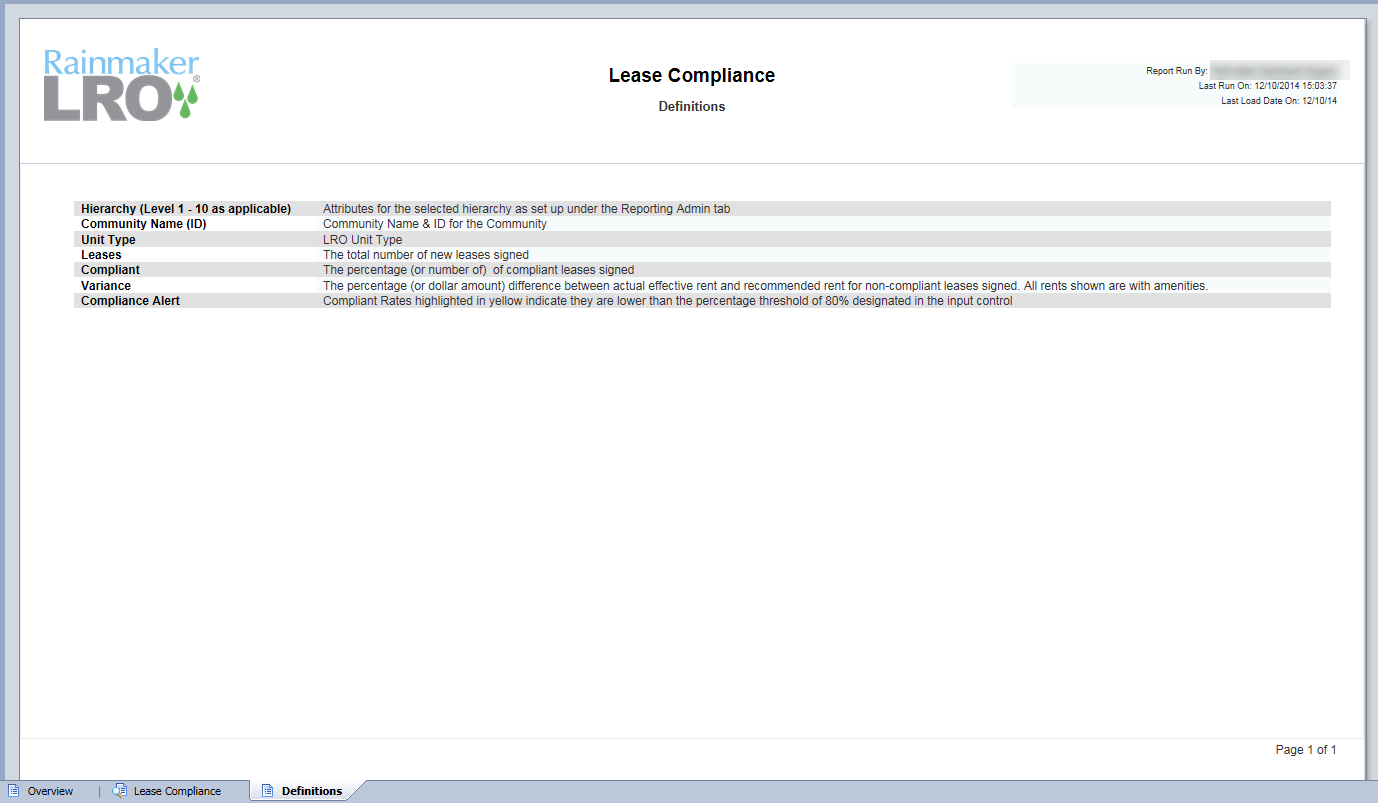 Rainmaker
LRO®
Lease Compliance
Definitions
Report Run By:
Last Run On: 12/10/2014 15:03:37
Last Load Date On: 12/10/14
Hierarchy (Level 1 - 10 as applicable) Attributes for the selected hierarchy as set up under the Reporting Admin tab
Community Name (ID) Community Name & ID for the Community
Unit Type LRO Unit Type
Leases The total number of new leases signed
Compliant The percentage (or number of)  of compliant leases signed
Variance The percentage (or dollar amount) difference between actual effective rent and recommended rent for non-compliant leases signed. All rents shown are with amenities.
Compliance Alert Compliant Rates highlighted in yellow indicate they are lower than the percentage threshold of 80% designated in the input control
Page 1 of 1
Overview | Lease Compliance Definitions